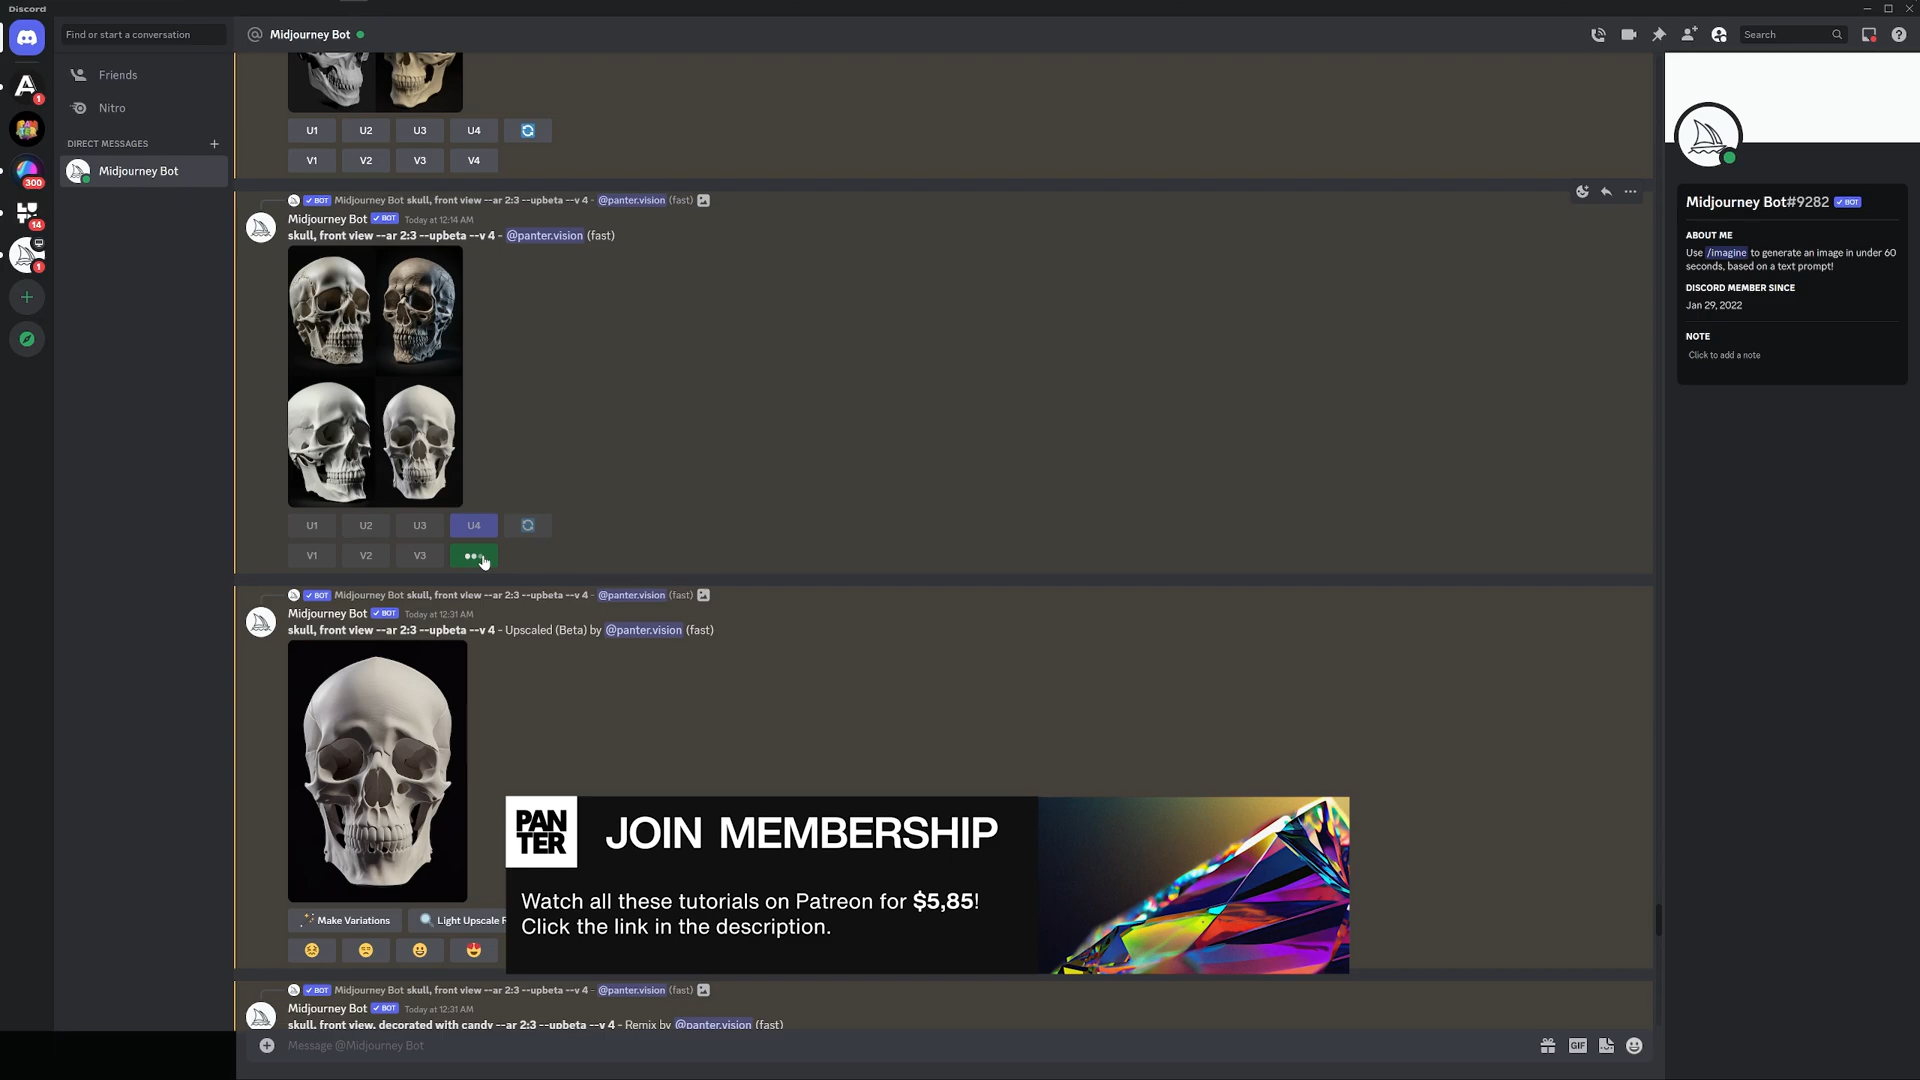 Discord
Find or start a conversation
Midjourney Bot
Search
Friends
Nitro
DIRECT MESSAGES
Midjourney Bot
1
300
14
1
U1 U2 U3 U4
V1 V2 V3 V4
BOT Midjourney Bot skull, front view --ar 2:3 --upbeta --v 4 - @panter.vision (fast)
Midjourney Bot BOT Today at 12:14 AM
skull, front view --ar 2:3 --upbeta --v 4 - @panter.vision (fast)
U1 U2 U3 U4
V1 V2 V3
BOT Midjourney Bot skull, front view --ar 2:3 --upbeta --v 4 - @panter.vision (fast)
Midjourney Bot BOT Today at 12:31 AM
skull, front view --ar 2:3 --upbeta --v 4 - Upscaled (Beta) by @panter.vision (fast)
Make Variations Light Upscale R
PAN
TER
JOIN MEMBERSHIP
Watch all these tutorials on Patreon for $5,85!
Click the link in the description.
BOT Midjourney Bot skull, front view --ar 2:3 --upbeta --v 4 - @panter.vision (fast)
Midjourney Bot BOT Today at 12:31 AM
skull, front view, decorated with candy --ar 2:3 --upbeta --v 4 - Remix by @panter.vision (fast)
Message @Midjourney Bot
GIF
Midjourney Bot#9282 BOT
ABOUT ME
Use /imagine to generate an image in under 60
seconds, based on a text prompt!
DISCORD MEMBER SINCE
Jan 29, 2022
NOTE
Click to add a note